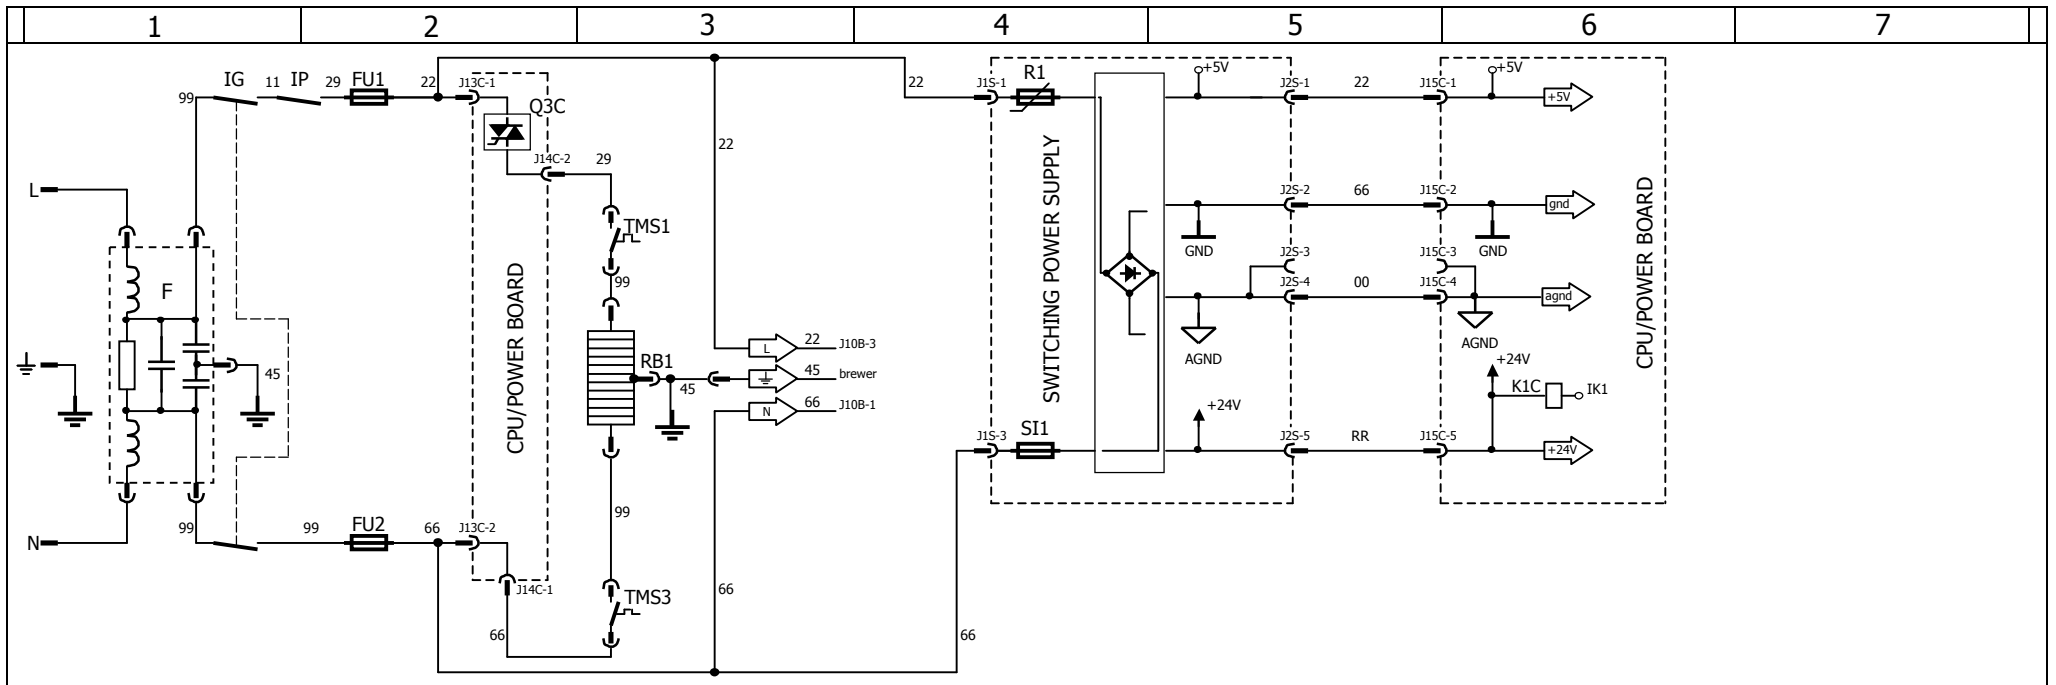 1 2 3 4 5 6 7
IG 11 IP 29 FU1 22 J13C-1
99
Q3C
J14C-2 29
22
22 J1S-1 R1
+5V
J2S-1 22 J15C-1
+5V
+5V
L
F
45
TMS1
99
CPU/POWER BOARD
RB1
45
L 22 J10B-3
45 brewer
N 66 J10B-1
SWITCHING POWER SUPPLY
J2S-2 66 J15C-2
gnd
GND
GND
J2S-3
J15C-3
J2S-4 00 J15C-4
agnd
AGND
AGND
CPU/POWER BOARD
+24V
K1C IK1
+24V
J1S-3 SI1
J2S-5 RR J15C-5
+24V
N
99
99 FU2 66 J13C-2
99
J14C-1
TMS3
66
66
66